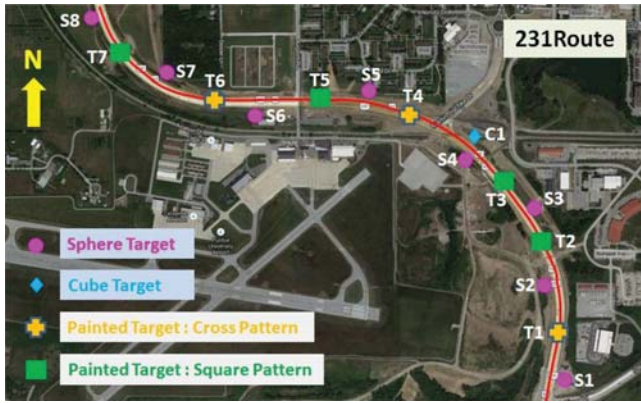 S8
231Route
N
T7
S7
T6
T5
S5
T4
S6
C1
S4
T3
S3
T2
S2
T1
S1
Sphere Target
Cube Target
Painted Target : Cross Pattern
Painted Target : Square Pattern